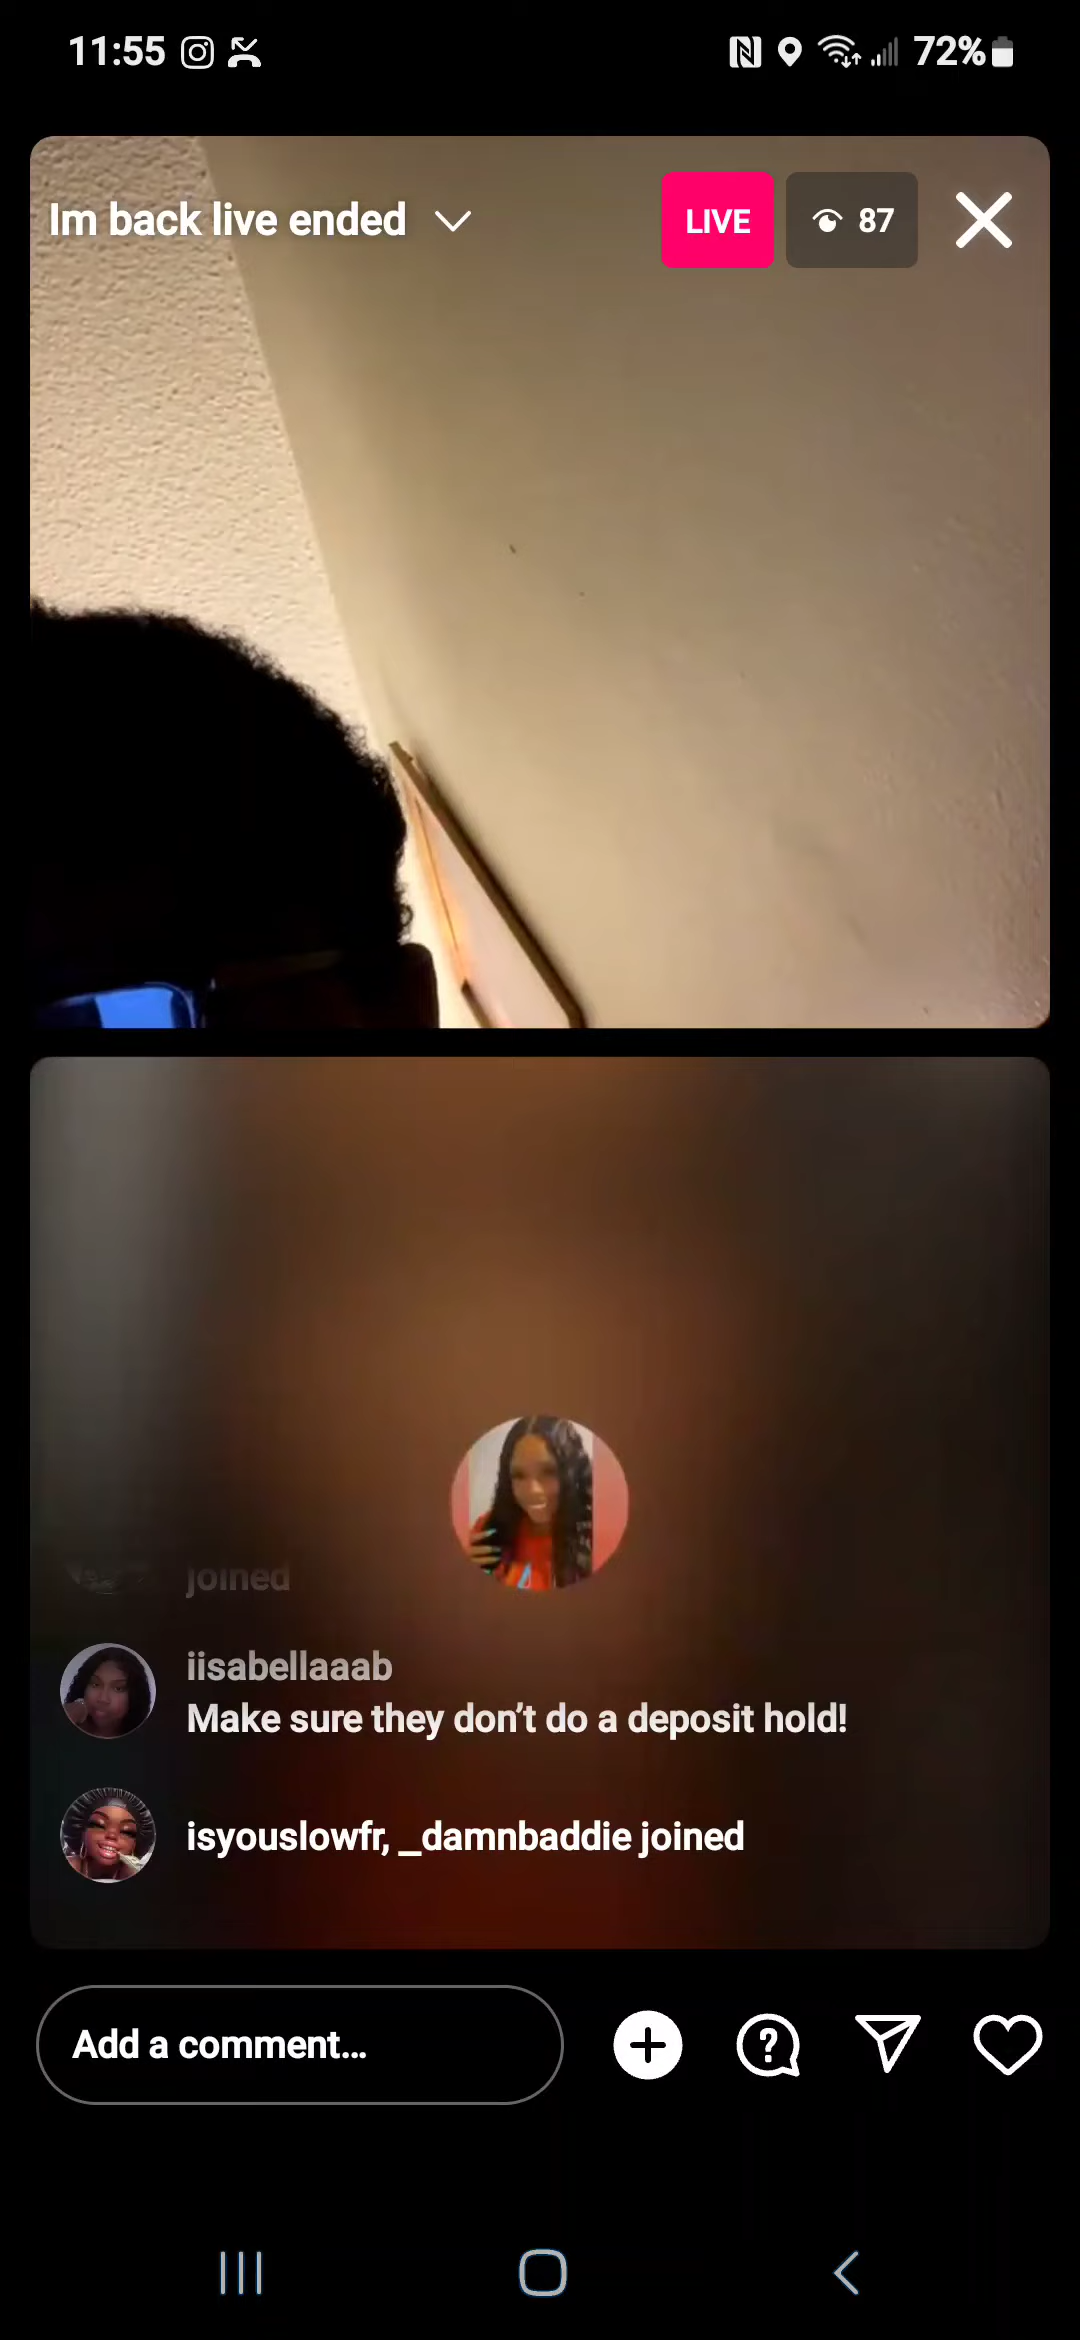 11:55
72%
Im back live ended
LIVE
87
joined
iisabellaaab
Make sure they don’t do a deposit hold!
isyouslowfr, _damnbaddie joined
Add a comment...